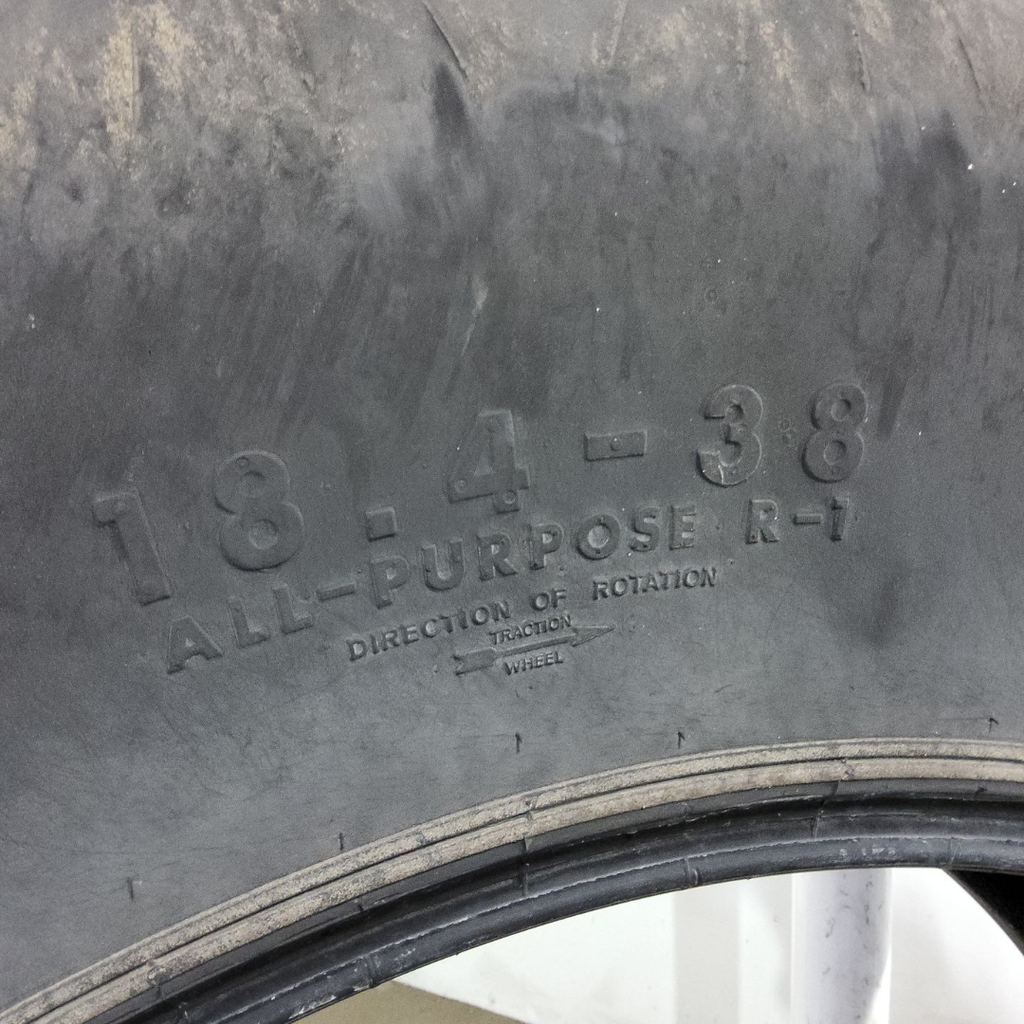 18.4-38
ALL-PURPOSE R-1
DIRECTION OF ROTATION
TRACTION
WHEEL